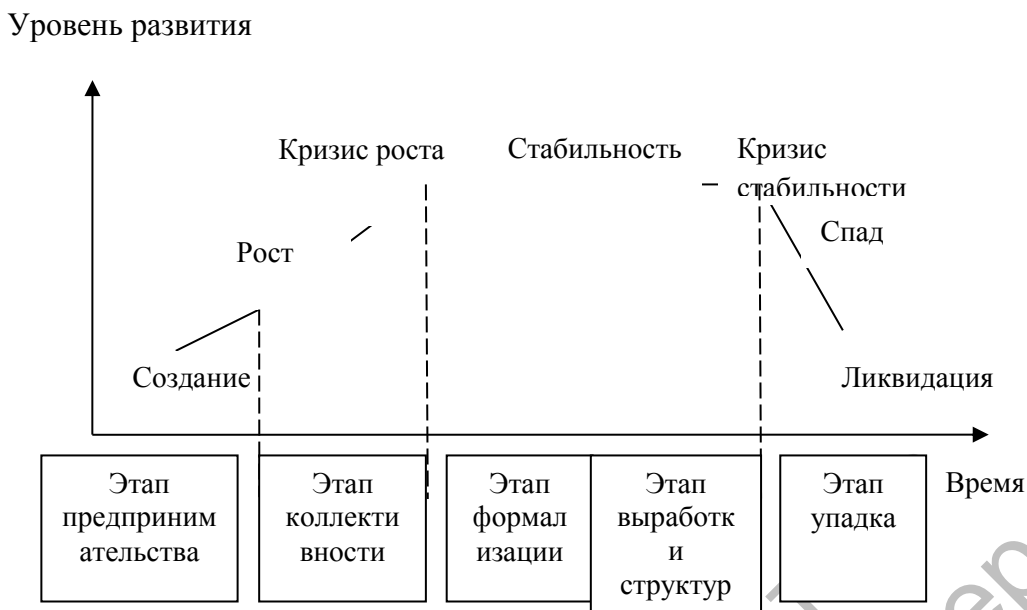 Уровень развития
Кризис роста
Стабильность
Кризис
стабильности
Спад
Рост
Создание
Ликвидация
Время
Этап
предприним
ательства
Этап
коллекти
вности
Этап
формал
изации
Этап
выработк
и
структур
Этап
упадка